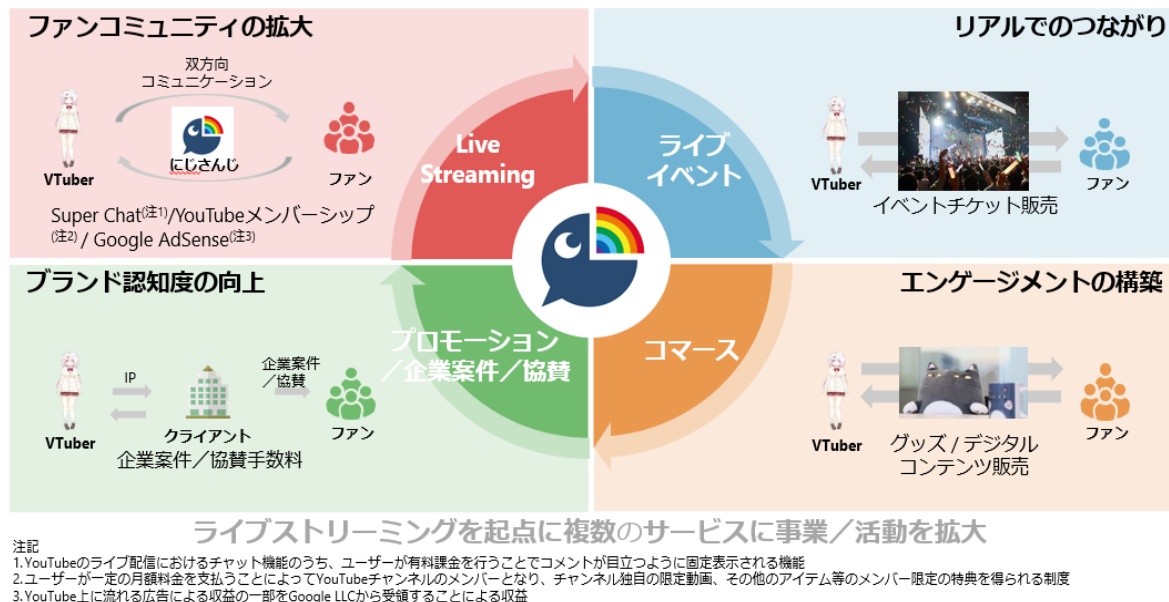 ファンコミュニティの拡大
双方向
コミュニケーション
にじさんじ
VTuber
ファン
Super Chat(注1)/YouTubeメンバーシップ
(注2) / Google AdSense(注3)
Live
Streaming
リアルでのつながり
ライブ
イベント
VTuber
ファン
イベントチケット販売
ブランド認知度の向上
IP
企業案件
／協賛
VTuber
クライアント
ファン
企業案件／協賛手数料
プロモーション
／企業案件／協賛
エンゲージメントの構築
コマース
VTuber
ファン
グッズ / デジタル
コンテンツ販売
ライブストリーミングを起点に複数のサービスに事業／活動を拡大
注記
1.YouTubeのライブ配信におけるチャット機能のうち、ユーザーが有料課金を行うことでコメントが目立つように固定表示される機能
2.ユーザーが一定の月額料金を支払うことによってYouTubeチャンネルのメンバーとなり、チャンネル独自の限定動画、その他のアイテム等のメンバー限定の特典を得られる制度
3.YouTube上に流れる広告による収益の一部をGoogle LLCから受領することによる収益